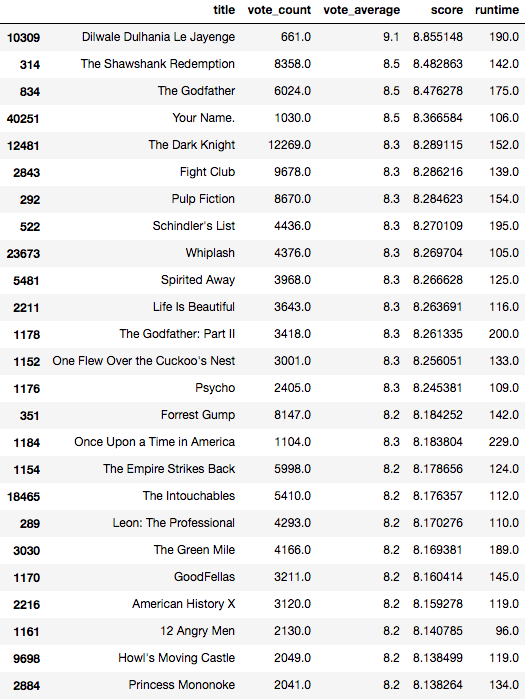 title vote_count vote_average score runtime
10309 Dilwale Dulhania Le Jayenge 661.0 9.1 8.855148 190.0
314 The Shawshank Redemption 8358.0 8.5 8.482863 142.0
834 The Godfather 6024.0 8.5 8.476278 175.0
40251 Your Name. 1030.0 8.5 8.366584 106.0
12481 The Dark Knight 12269.0 8.3 8.289115 152.0
2843 Fight Club 9678.0 8.3 8.286216 139.0
292 Pulp Fiction 8670.0 8.3 8.284623 154.0
522 Schindler's List 4436.0 8.3 8.270109 195.0
23673 Whiplash 4376.0 8.3 8.269704 105.0
5481 Spirited Away 3968.0 8.3 8.266628 125.0
2211 Life Is Beautiful 3643.0 8.3 8.263691 116.0
1178 The Godfather: Part II 3418.0 8.3 8.261335 200.0
1152 One Flew Over the Cuckoo's Nest 3001.0 8.3 8.256051 133.0
1176 Psycho 2405.0 8.3 8.245381 109.0
351 Forrest Gump 8147.0 8.2 8.184252 142.0
1184 Once Upon a Time in America 1104.0 8.3 8.183804 229.0
1154 The Empire Strikes Back 5998.0 8.2 8.178656 124.0
18465 The Intouchables 5410.0 8.2 8.176357 112.0
289 Leon: The Professional 4293.0 8.2 8.170276 110.0
3030 The Green Mile 4166.0 8.2 8.169381 189.0
1170 GoodFellas 3211.0 8.2 8.160414 145.0
2216 American History X 3120.0 8.2 8.159278 119.0
1161 12 Angry Men 2130.0 8.2 8.140785 96.0
9698 Howl's Moving Castle 2049.0 8.2 8.138499 119.0
2884 Princess Mononoke 2041.0 8.2 8.138264 134.0